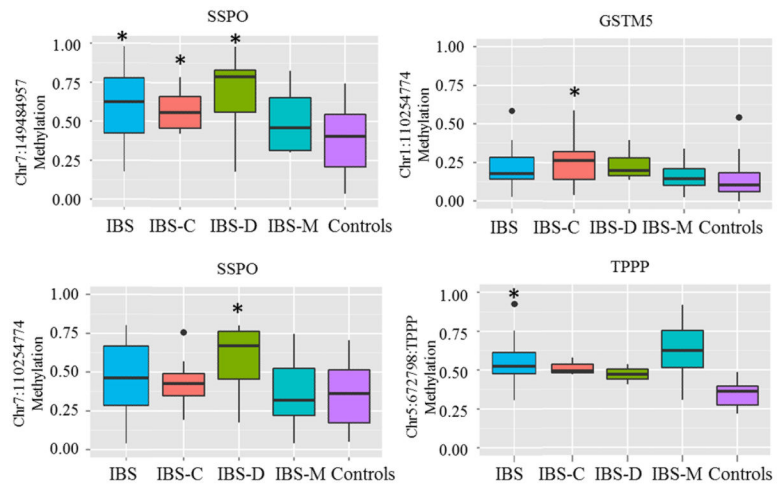 SSPO
Chr7:149484957
Methylation
1.00
0.75
0.50
0.25
0.00
* * *
IBS IBS-C IBS-D IBS-M Controls
GSTM5
Chr1:110254774
Methylation
1.00
0.75
0.50
0.25
0.00
*
IBS IBS-C IBS-D IBS-M Controls
SSPO
Chr7:110254774
Methylation
1.00
0.75
0.50
0.25
0.00
*
IBS IBS-C IBS-D IBS-M Controls
TPPP
Chr5:672798:TPPP
Methylation
1.00
0.75
0.50
0.25
0.00
*
IBS IBS-C IBS-D IBS-M Controls